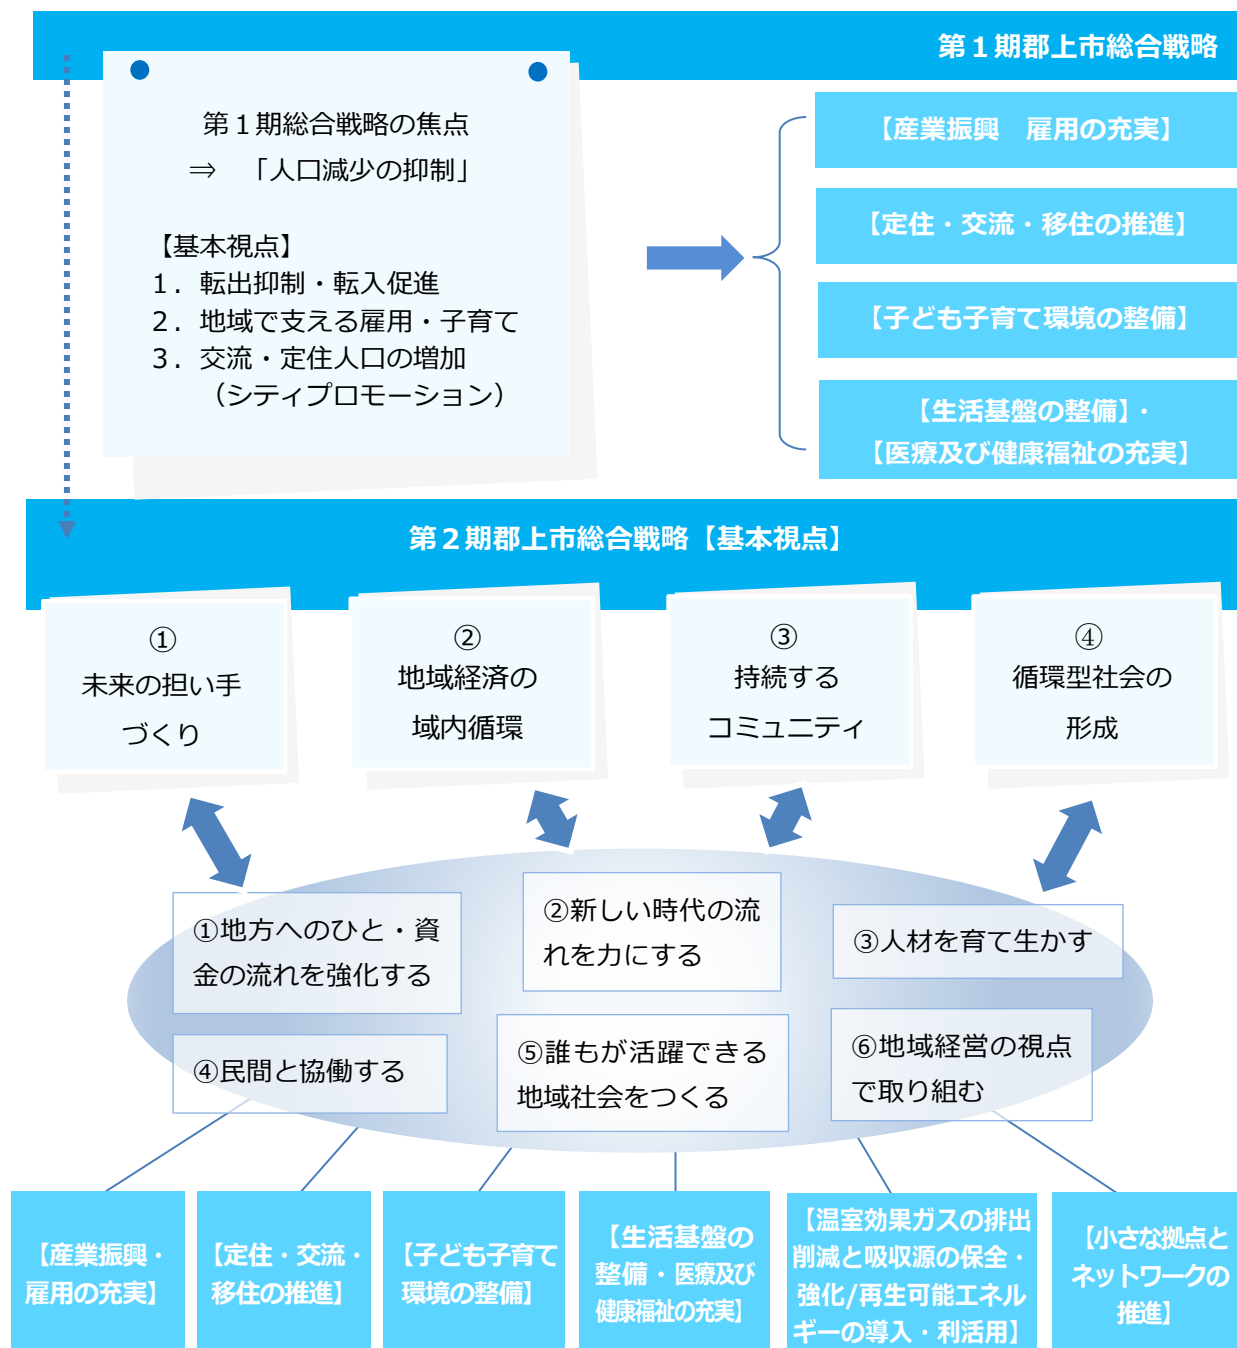 第１期郡上市総合戦略
第１期総合戦略の焦点
⇒　「人口減少の抑制」
【基本視点】
１．転出抑制・転入促進
２．地域で支える雇用・子育て
３．交流・定住人口の増加
（シティプロモーション）
【産業振興　雇用の充実】
【定住・交流・移住の推進】
【子ども子育て環境の整備】
【生活基盤の整備】・
【医療及び健康福祉の充実】
第２期郡上市総合戦略【基本視点】
①
未来の担い手
づくり
②
地域経済の
域内循環
③
持続する
コミュニティ
④
循環型社会の
形成
①地方へのひと・資
金の流れを強化する
②新しい時代の流
れを力にする
③人材を育て生かす
④民間と協働する
⑤誰もが活躍できる
地域社会をつくる
⑥地域経営の視点
で取り組む
【産業振興・
雇用の充実】
【定住・交流・
移住の推進】
【子ども子育て
環境の整備】
【生活基盤の
整備・医療及び
健康福祉の充実】
【温室効果ガスの排出
削減と吸収源の保全・
強化/再生可能エネル
ギーの導入・利活用】
【小さな拠点と
ネットワークの
推進】